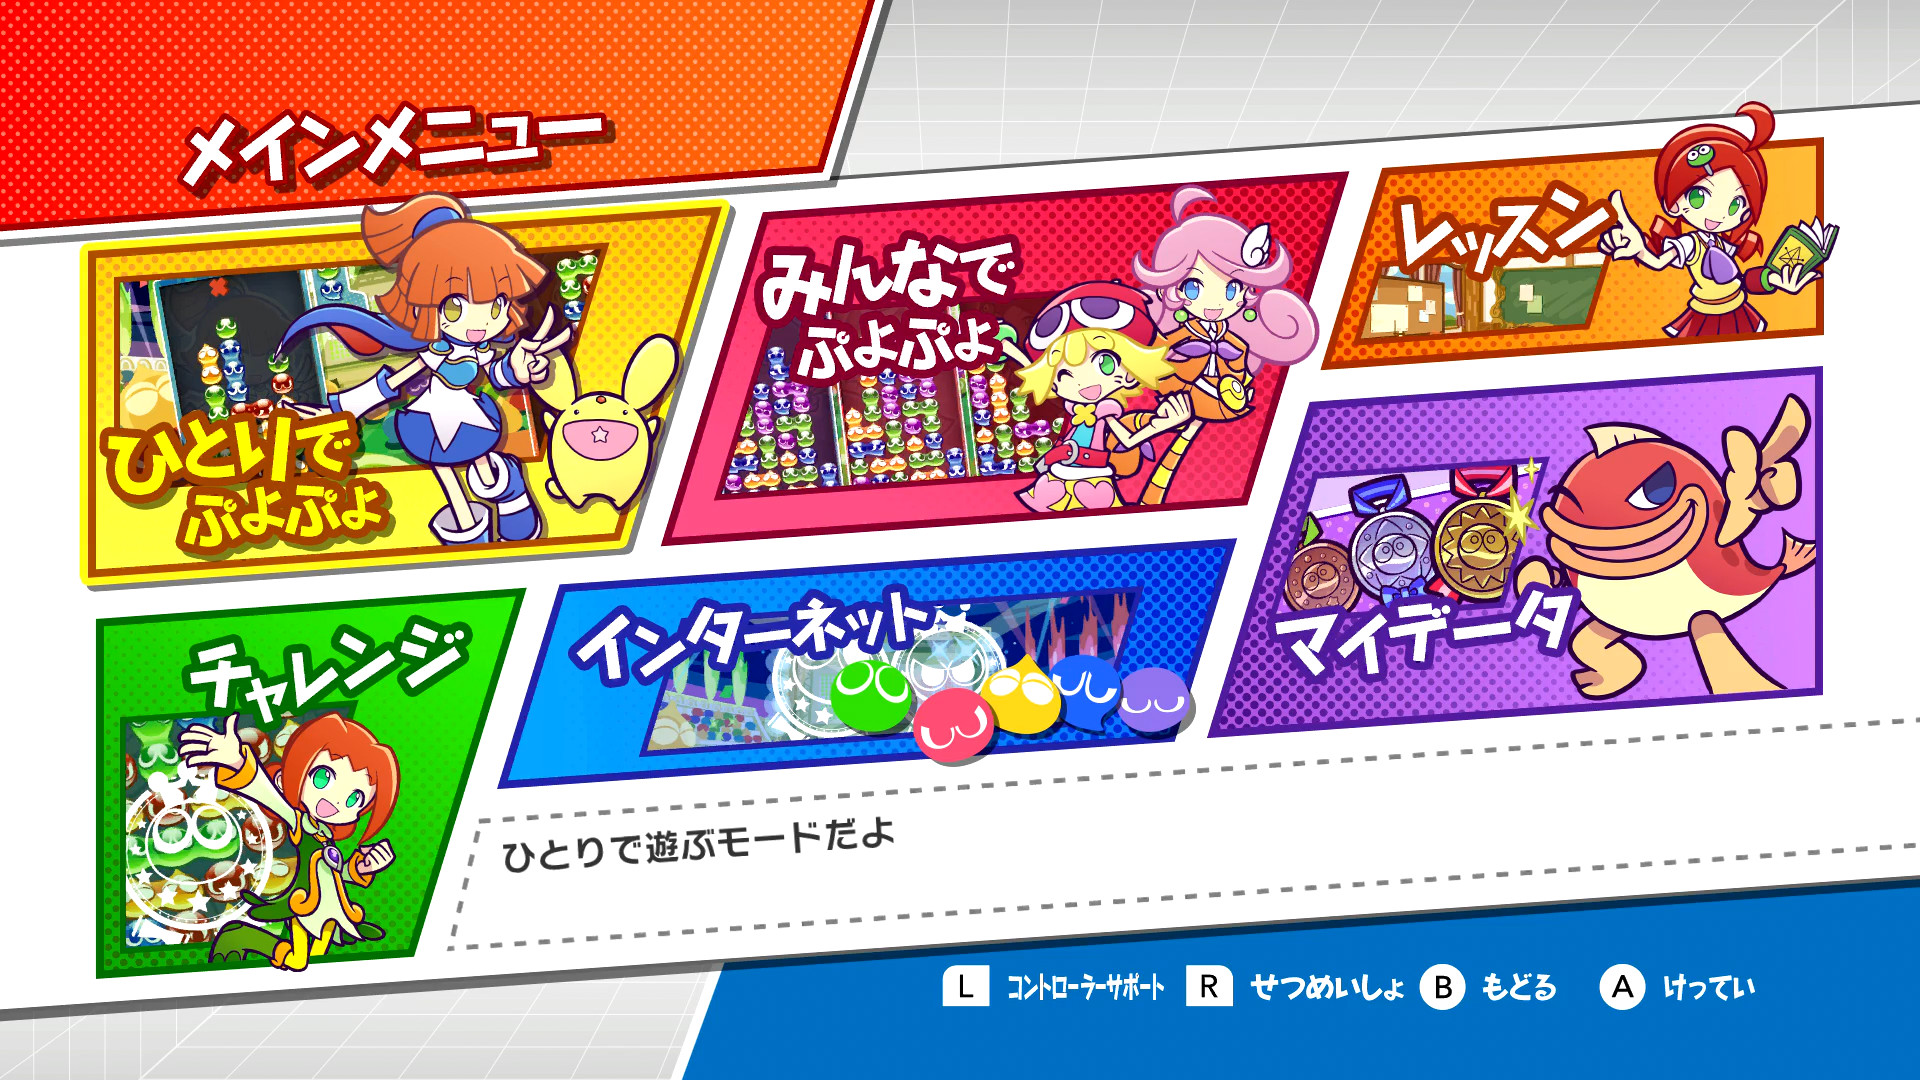 メインメニュー
ひとりで
ぷよぷよ
みんなで
ぷよぷよ
レッスン
チャレンジ
インターネット
マイデータ
ひとりで遊ぶモードだよ
L コントローラーサポート R せつめいしょ B もどる A けってい